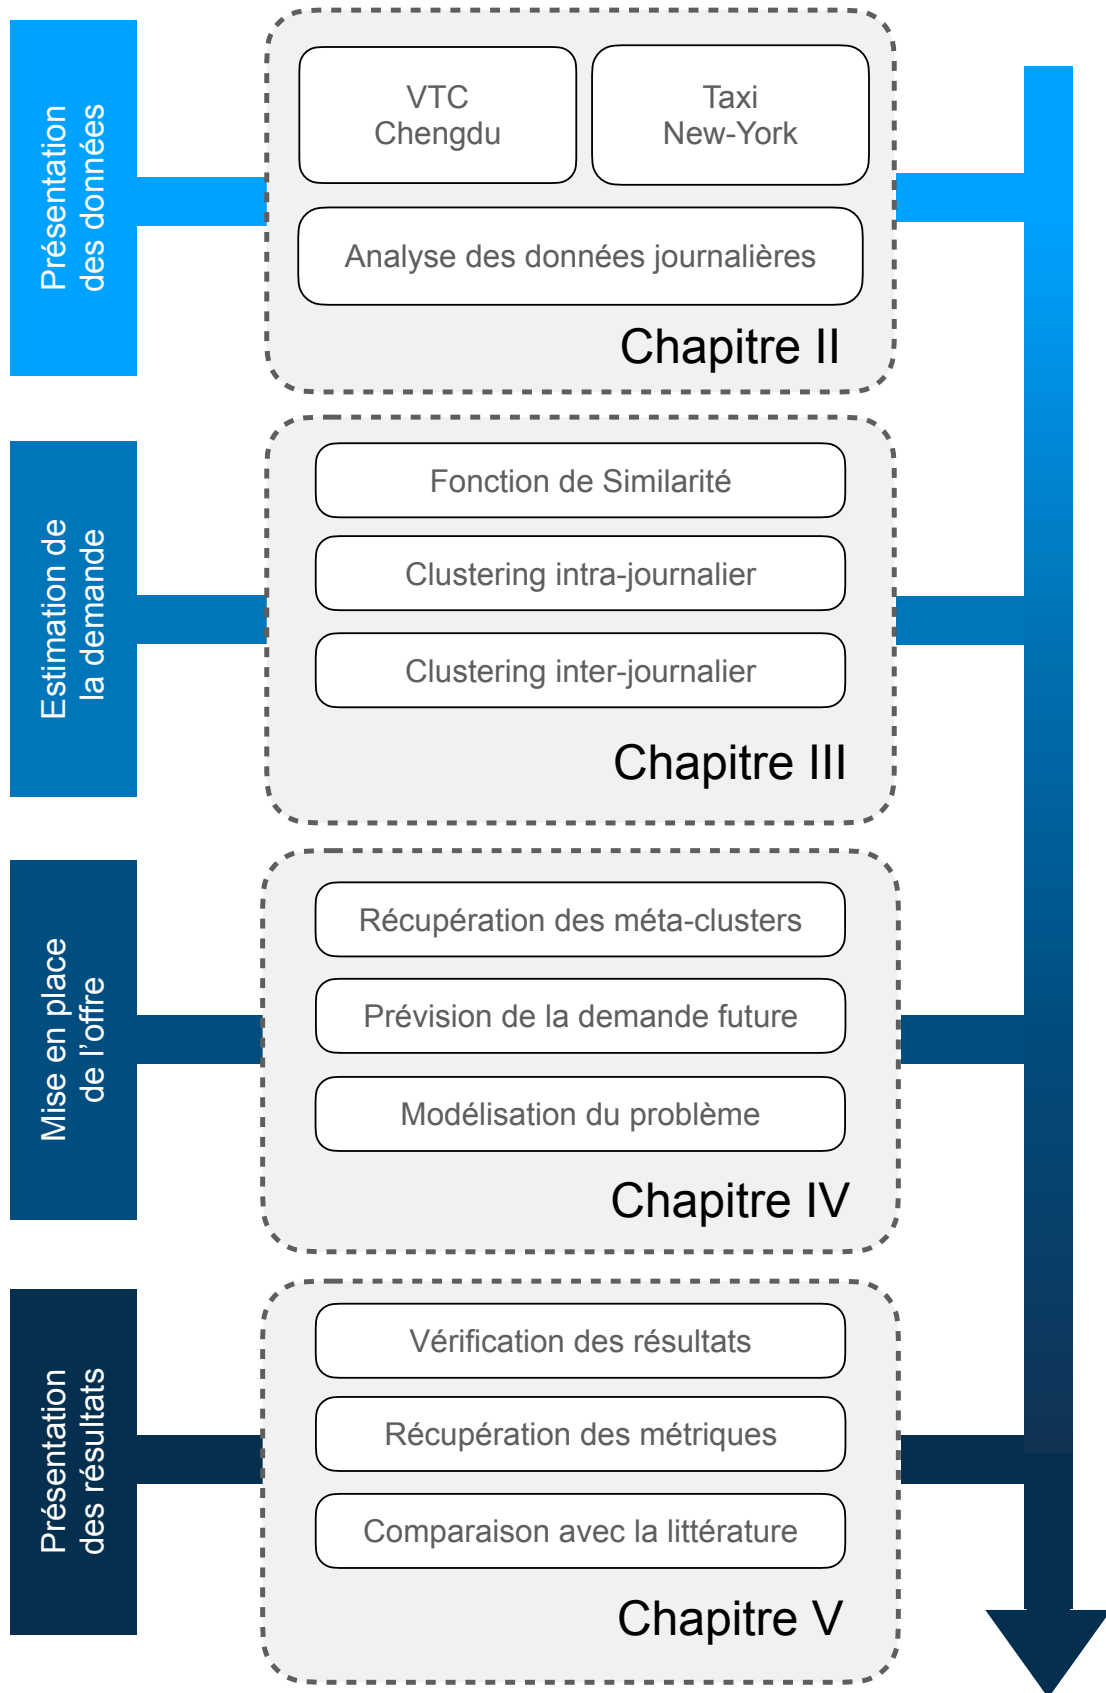 Présentation
des données
VTC
Chengdu
Taxi
New-York
Analyse des données journalières
Chapitre II
Estimation de
la demande
Fonction de Similarité
Clustering intra-journalier
Clustering inter-journalier
Chapitre III
Mise en place
de l’offre
Récupération des méta-clusters
Prévision de la demande future
Modélisation du problème
Chapitre IV
Présentation
des résultats
Vérification des résultats
Récupération des métriques
Comparaison avec la littérature
Chapitre V